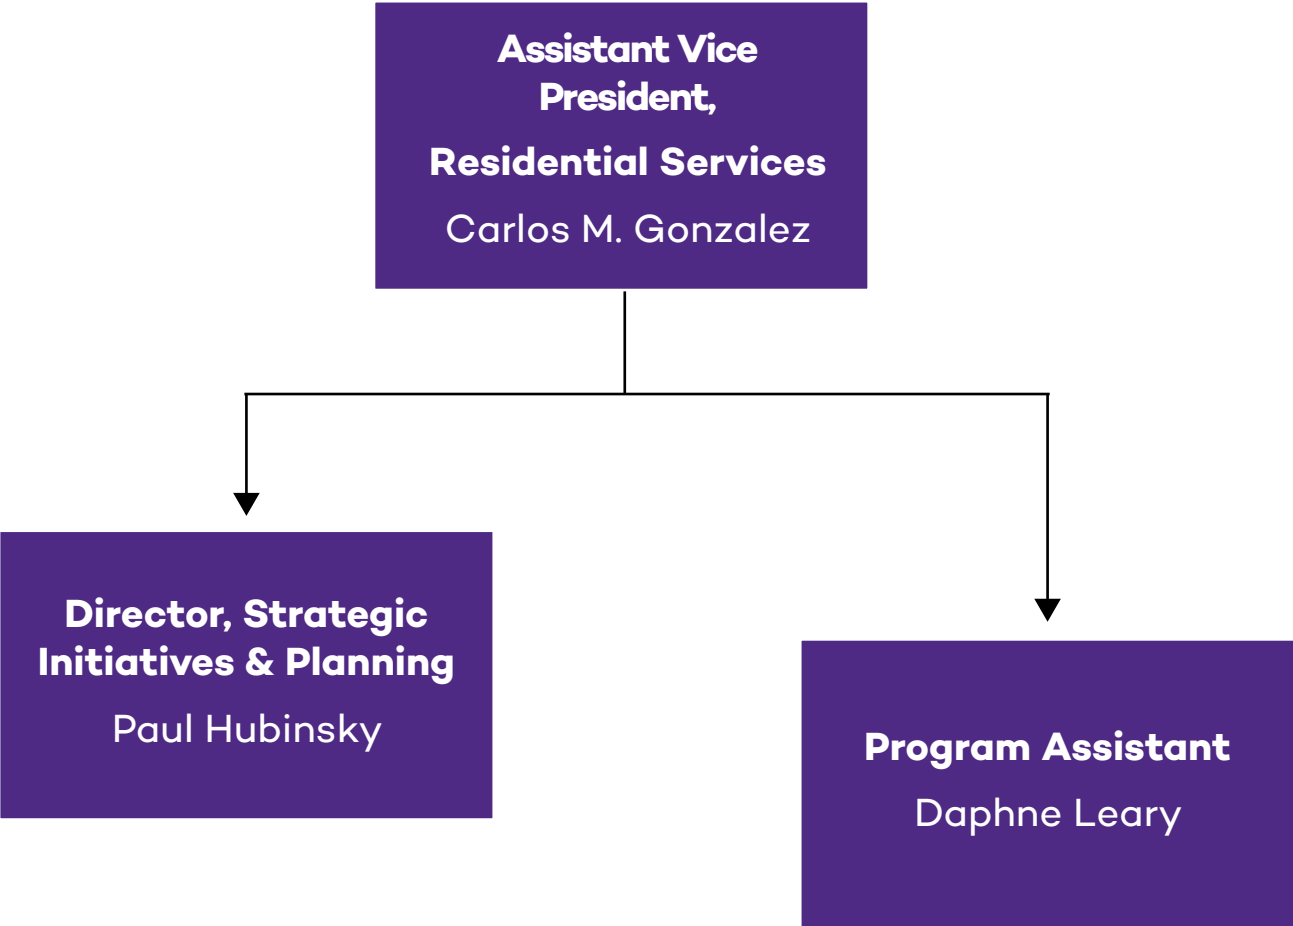 Assistant Vice
President,
Residential Services
Carlos M. Gonzalez
Director, Strategic
Initiatives & Planning
Paul Hubinsky
Program Assistant
Daphne Leary